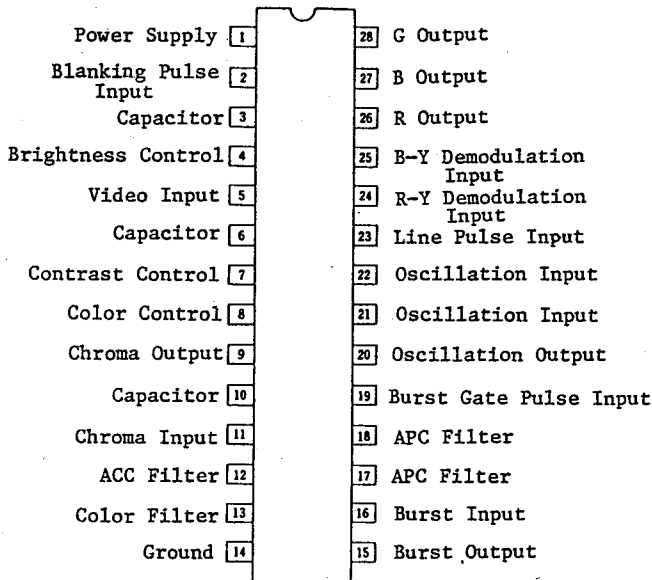 Power Supply 1
Blanking Pulse 2
Input
Capacitor 3
Brightness Control 4
Video Input 5
Capacitor 6
Contrast Control 7
Color Control 8
Chroma Output 9
Capacitor 10
Chroma Input 11
ACC Filter 12
Color Filter 13
Ground 14
28 G Output
27 B Output
26 R Output
25 B-Y Demodulation
Input
24 R-Y Demodulation
Input
23 Line Pulse Input
22 Oscillation Input
21 Oscillation Input
20 Oscillation Output
19 Burst Gate Pulse Input
18 APC Filter
17 APC Filter
16 Burst Input
15 Burst Output